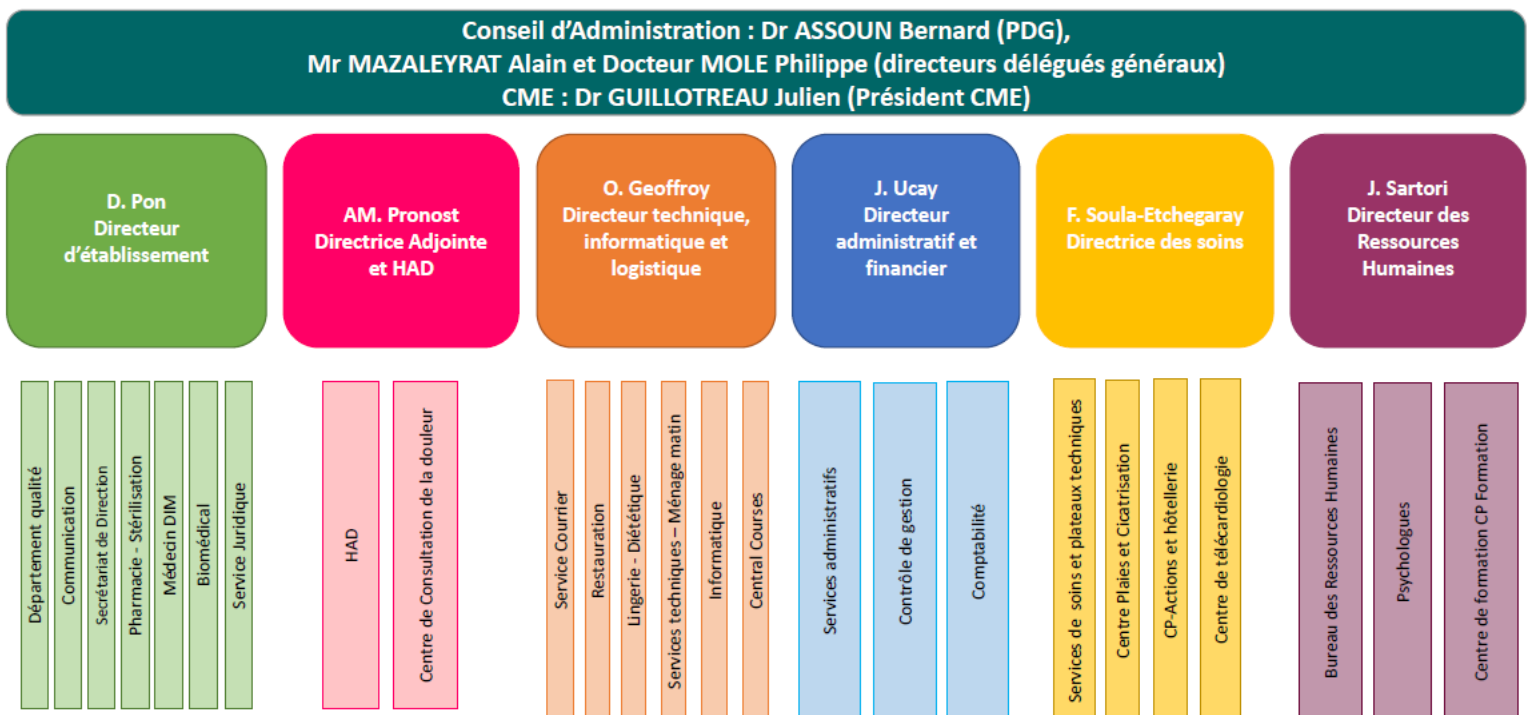 Conseil d’Administration : Dr ASSOUN Bernard (PDG),
Mr MAZALEYRAT Alain et Docteur MOLE Philippe (directeurs délégués généraux)
CME : Dr GUILLOTREAU Julien (Président CME)
D. Pon
Directeur
d’établissement
AM. Pronost
Directrice Adjointe
et HAD
O. Geoffroy
Directeur technique,
informatique et
logistique
J. Ucay
Directeur
administratif et
financier
F. Soula-Etchegaray
Directrice des soins
J. Sartori
Directeur des
Ressources
Humaines
Département qualité
Communication
Secrétariat de Direction
Pharmacie - Stérilisation
Médecin DIM
Biomédical
Service Juridique
HAD
Centre de Consultation de la douleur
Service Courrier
Restauration
Lingerie - Diététique
Services techniques – Ménage matin
Informatique
Central Courses
Services administratifs
Contrôle de gestion
Comptabilité
Services de soins et plateaux techniques
Centre Plaies et Cicatrisation
CP-Actions et hôtellerie
Centre de télécardiologie
Bureau des Ressources Humaines
Psychologues
Centre de formation CP Formation